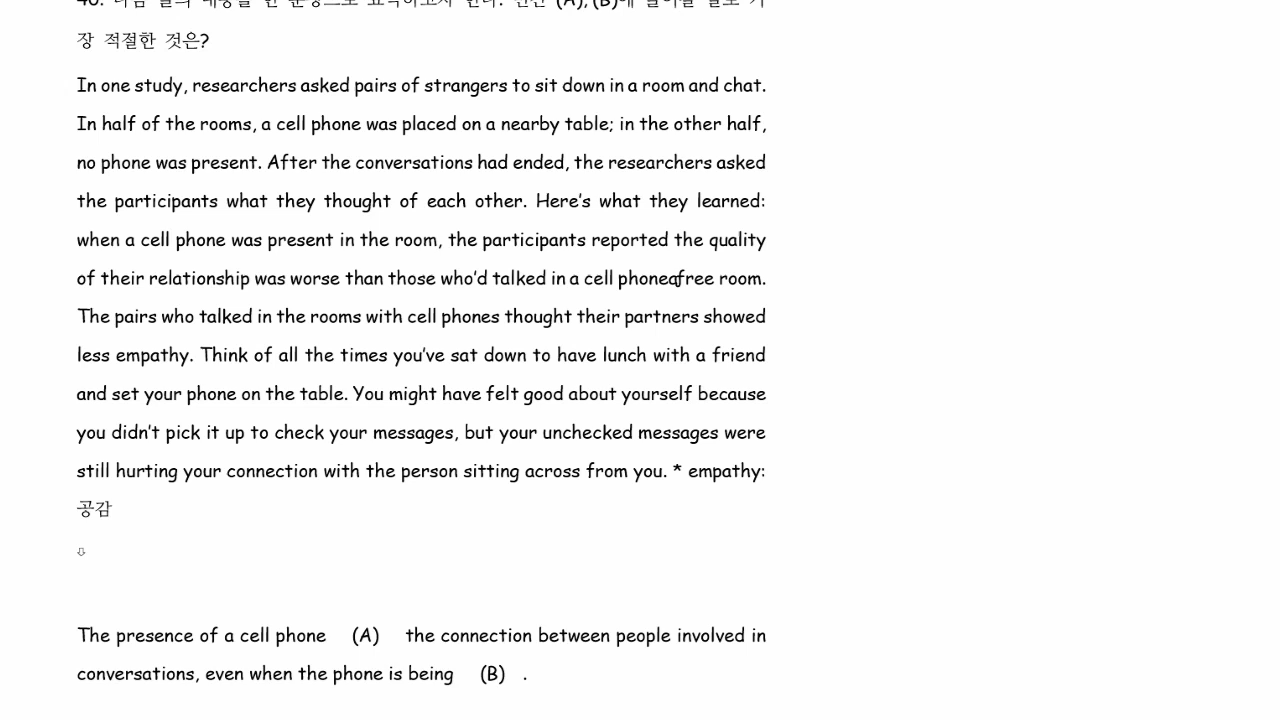 40. 다음 글의 내용을 한 문장으로 요약하고자 한다. 빈칸 (A), (B)에 들어갈 말로 가
장 적절한 것은?
In one study, researchers asked pairs of strangers to sit down in a room and chat.
In half of the rooms, a cell phone was placed on a nearby table; in the other half,
no phone was present. After the conversations had ended, the researchers asked
the participants what they thought of each other. Here's what they learned:
when a cell phone was present in the room, the participants reported the quality
of their relationship was worse than those who'd talked in a cell phoneqfree room.
The pairs who talked in the rooms with cell phones thought their partners showed
less empathy. Think of all the times you've sat down to have lunch with a friend
and set your phone on the table. You might have felt good about yourself because
you didn't pick it up to check your messages, but your unchecked messages were
still hurting your connection with the person sitting across from you. * empathy:
공감
⇩
The presence of a cell phone (A) the connection between people involved in
conversations, even when the phone is being (B) .